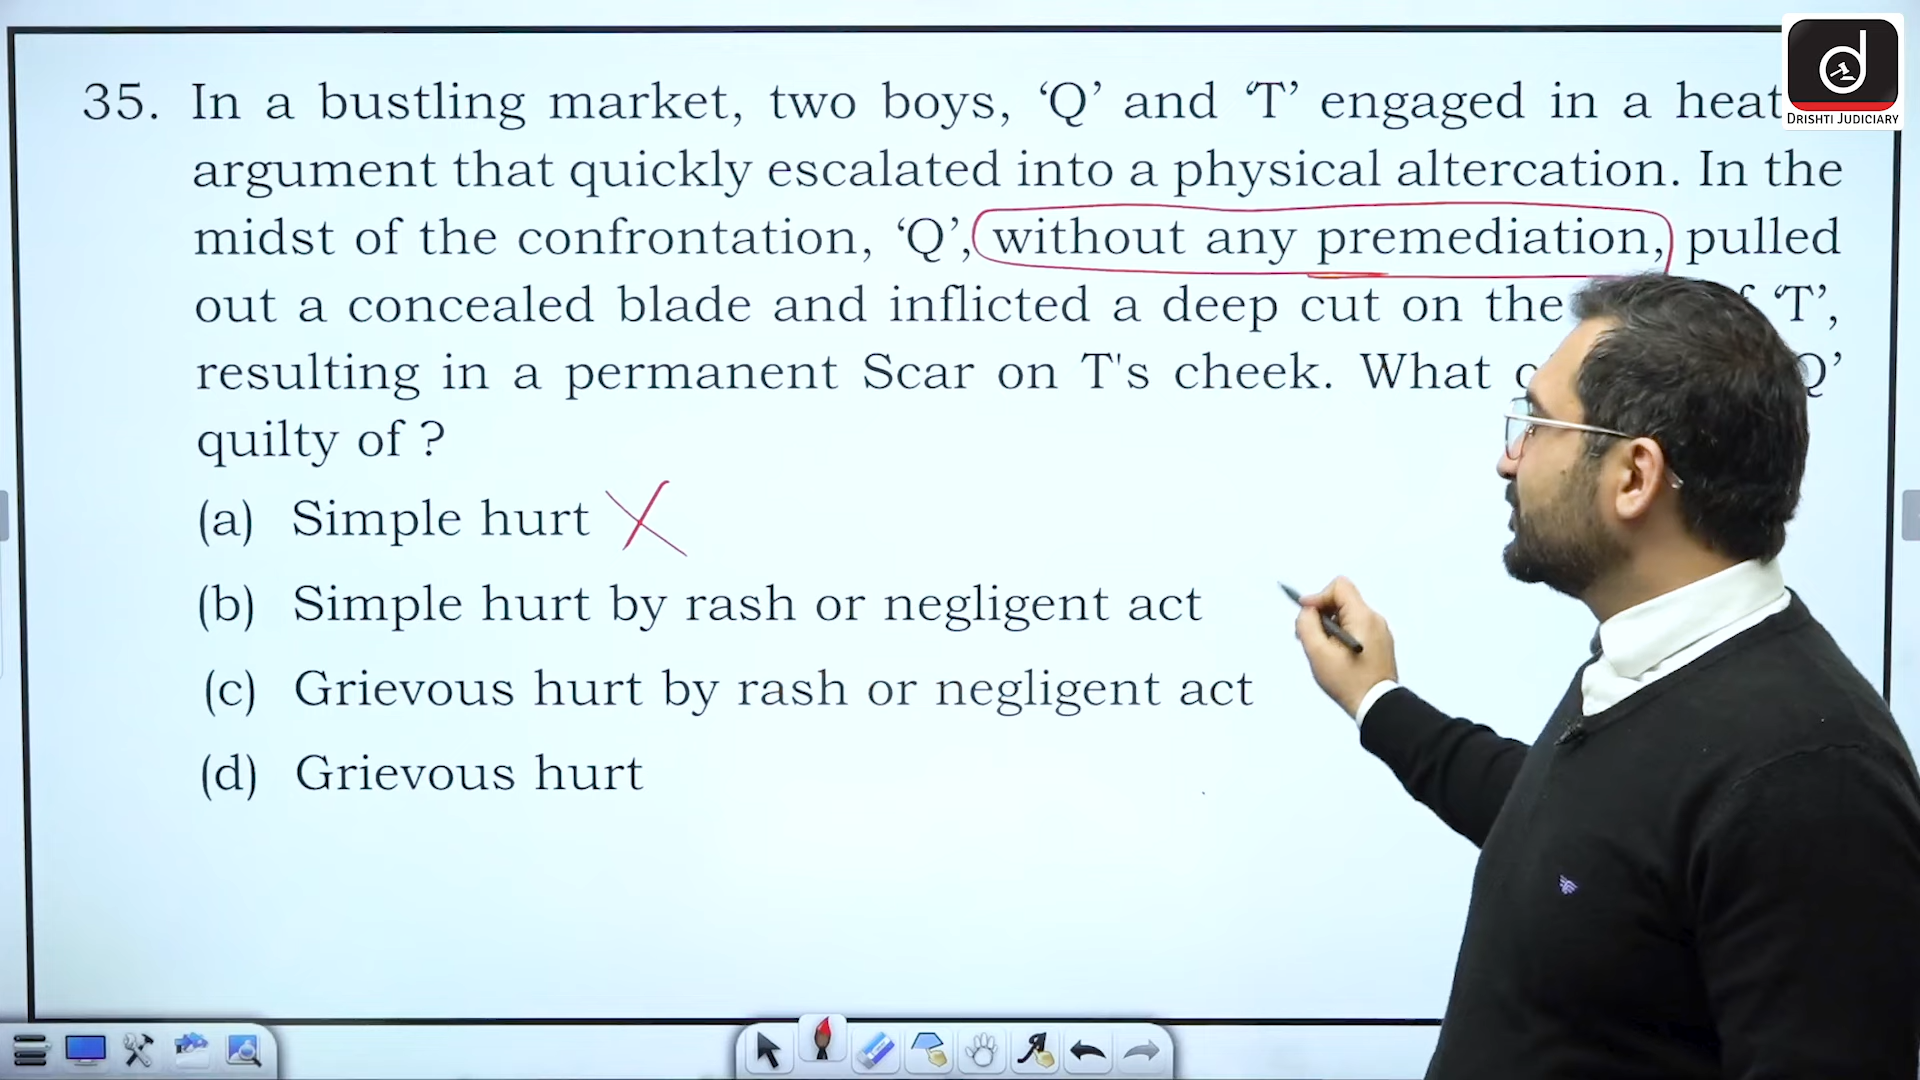 35. In a bustling market, two boys, ‘Q’ and ‘T’ engaged in a
argument that quickly escalated into a physical altercation. In the
midst of the confrontation, ‘Q’, without any premediation, pulled
out a concealed blade and inflicted a deep cut on the ‘T’,
resulting in a permanent Scar on T's cheek. What Q’
quilty of ?
(a) Simple hurt
(b) Simple hurt by rash or negligent act
(c) Grievous hurt by rash or negligent act
(d) Grievous hurt
d
DRISHTI JUDICIARY